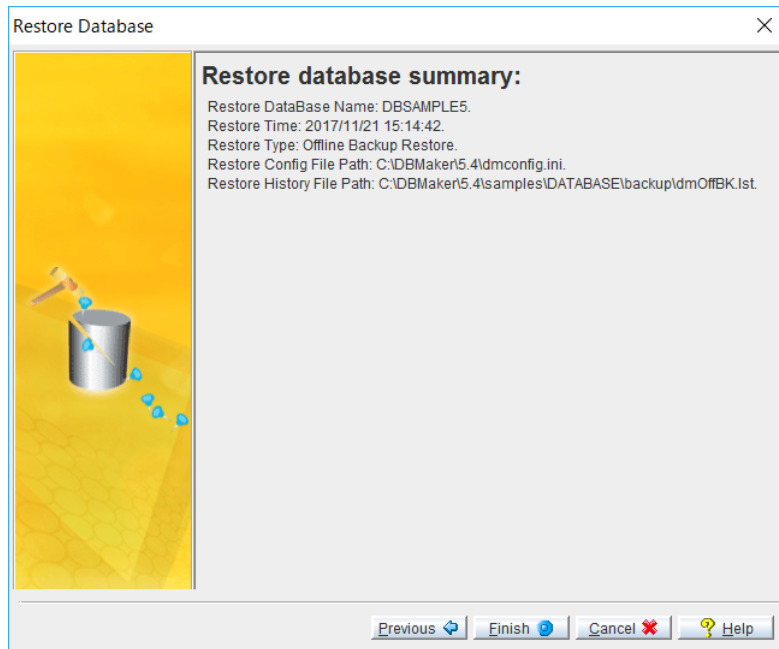 Restore Database
Restore database summary:
Restore DataBase Name: DBSAMPLE5.
Restore Time: 2017/11/21 15:14:42.
Restore Type: Offline Backup Restore.
Restore Config File Path: C:\DBMaker\5.4\dmconfig.ini.
Restore History File Path: C:\DBMaker\5.4\samples\DATABASE\backup\dmOffBK.lst.
Previous Finish Cancel Help